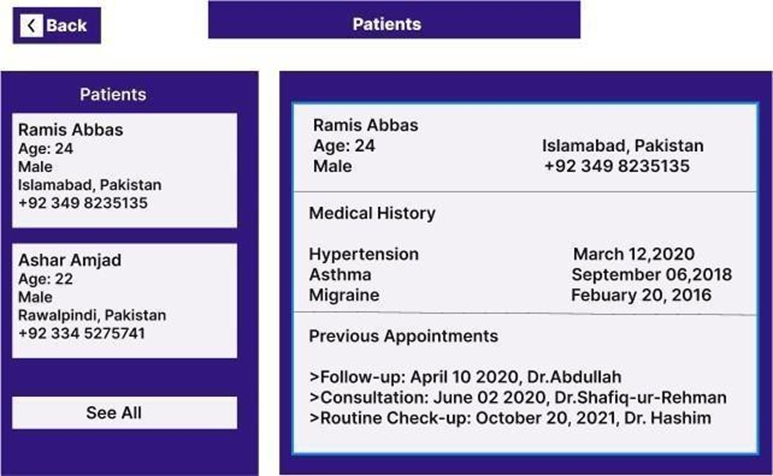 Back
Patients
Patients
Ramis Abbas
Age: 24
Male
Islamabad, Pakistan
+92 349 8235135
Ashar Amjad
Age: 22
Male
Rawalpindi, Pakistan
+92 334 5275741
See All
Ramis Abbas
Age: 24 Islamabad, Pakistan
Male +92 349 8235135
Medical History
Hypertension March 12,2020
Asthma September 06,2018
Migraine Febuary 20, 2016
Previous Appointments
>Follow-up: April 10 2020, Dr.Abdullah
>Consultation: June 02 2020, Dr.Shafiq-ur-Rehman
>Routine Check-up: October 20, 2021, Dr. Hashim